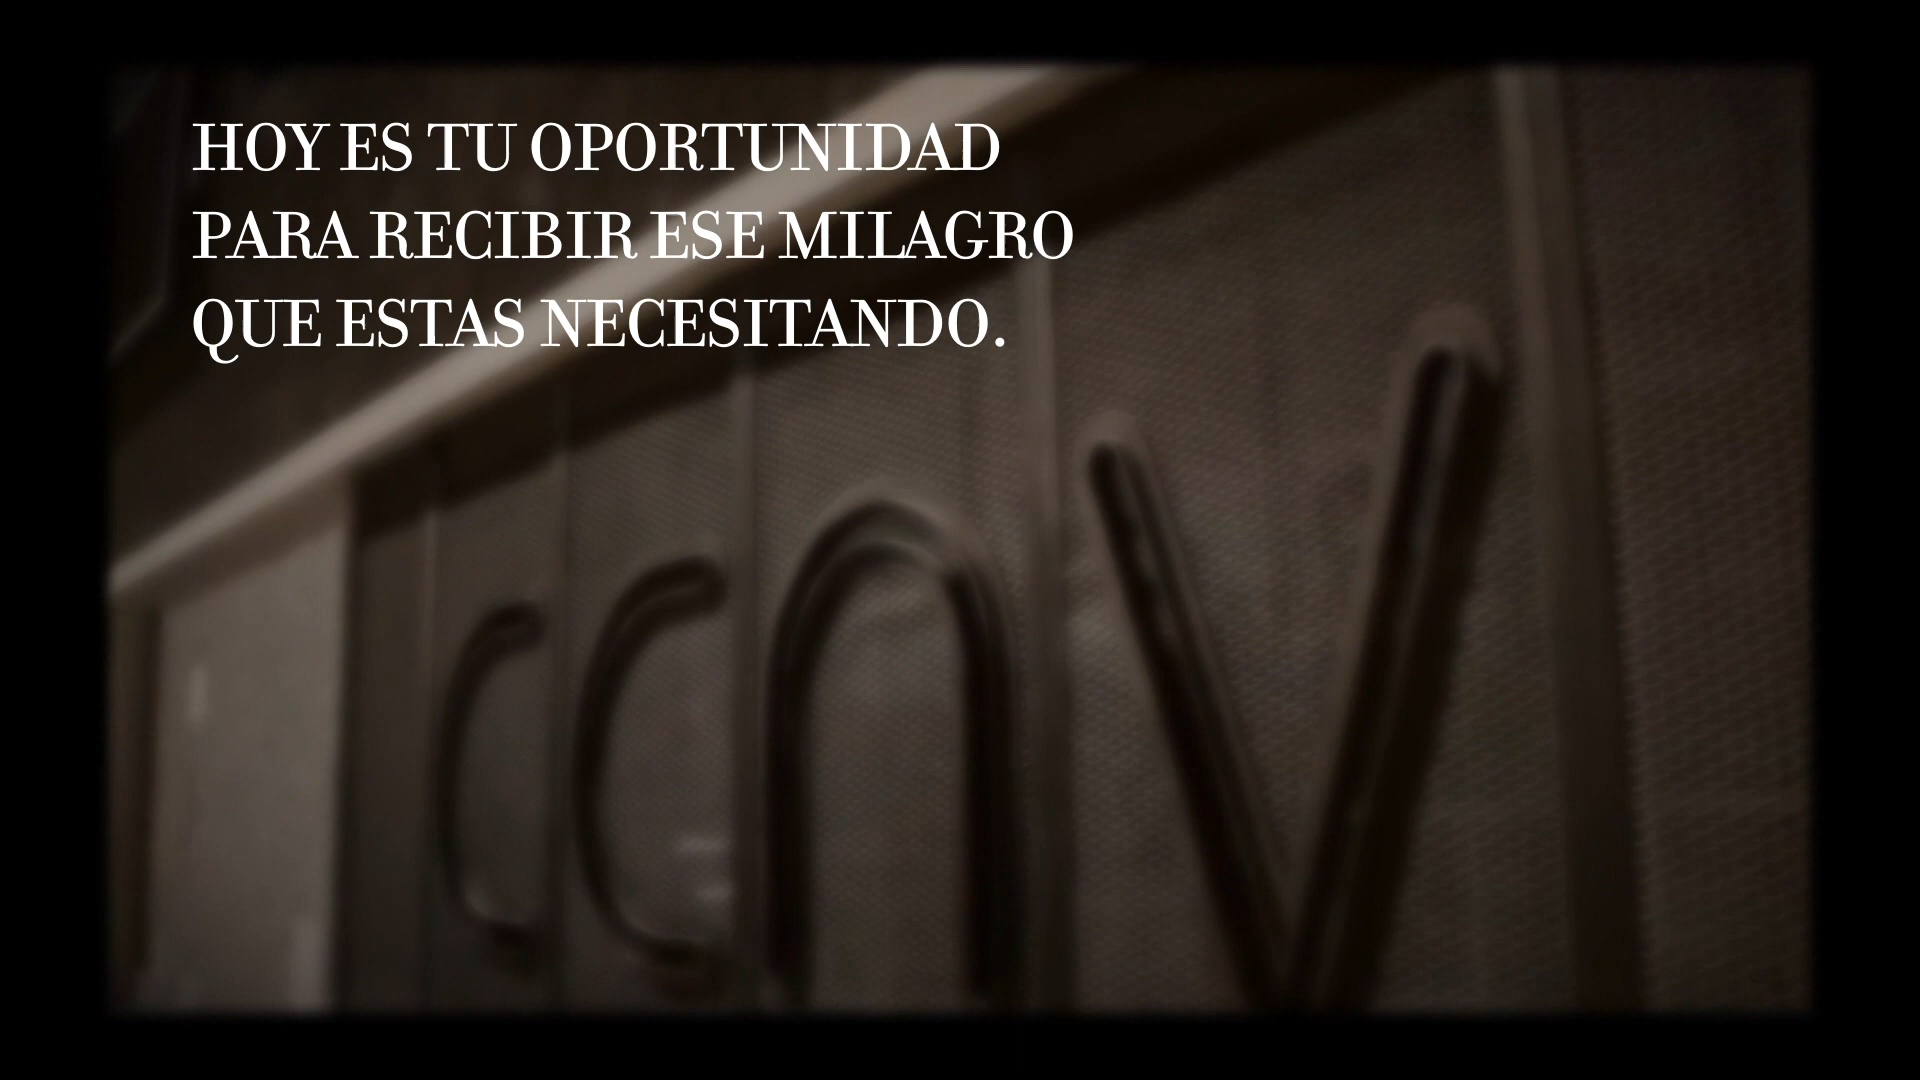 HOY ES TU OPORTUNIDAD
PARA RECIBIR ESE MILAGRO
QUE ESTAS NECESITANDO.
ccnv